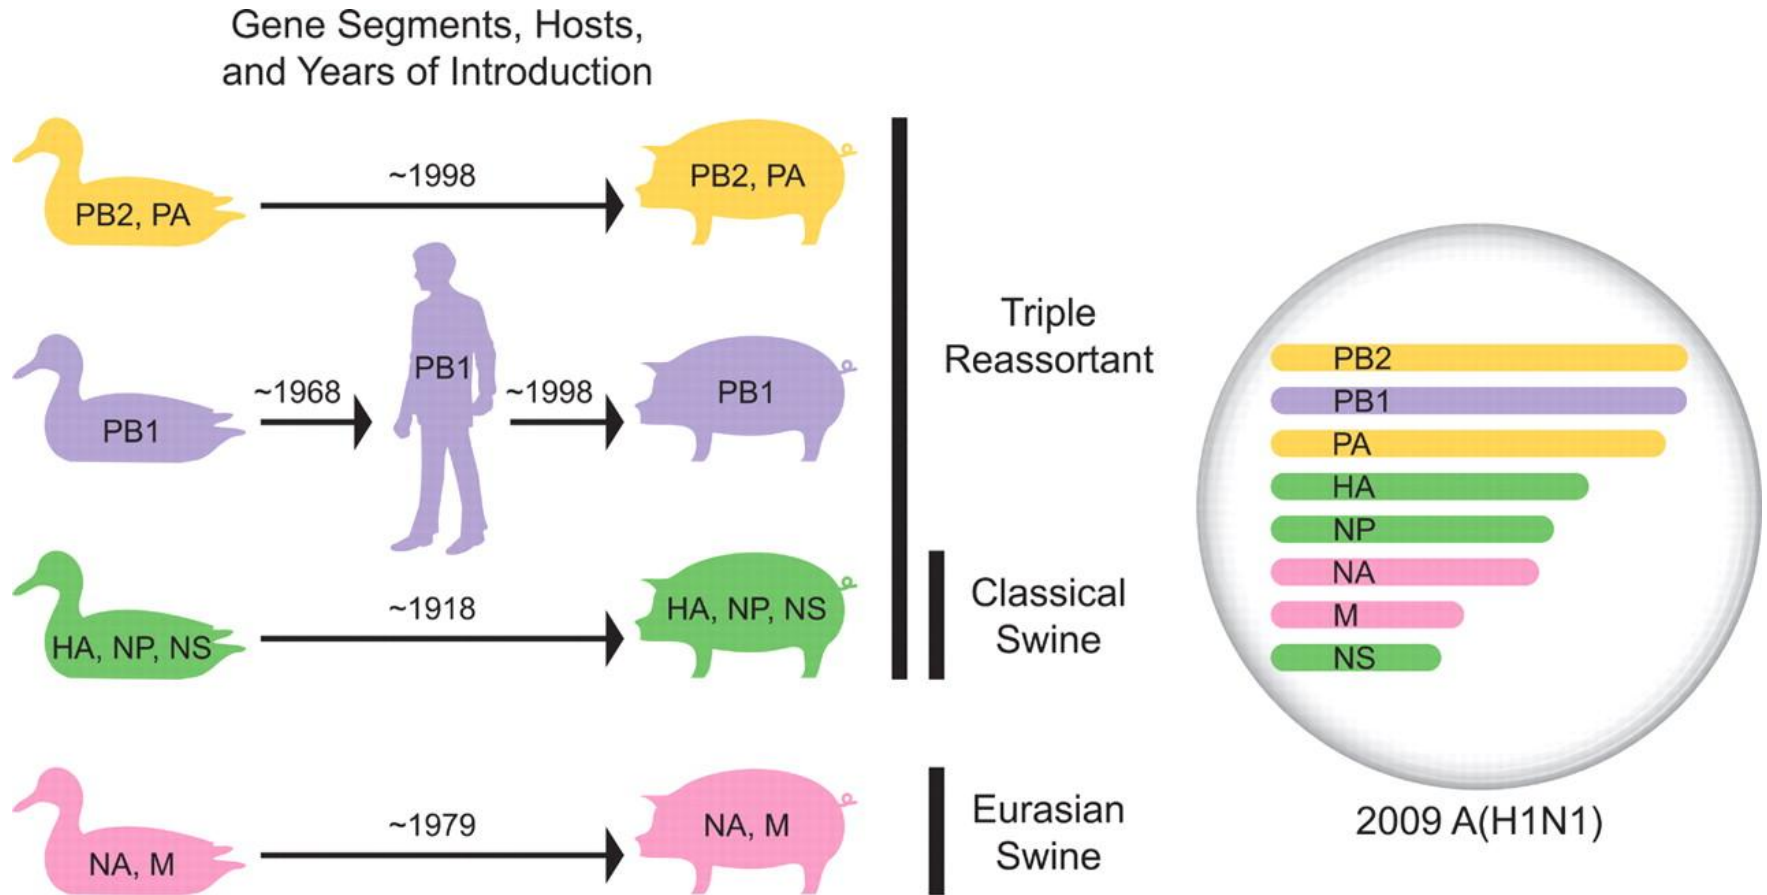 Gene Segments, Hosts,
and Years of Introduction
PB2, PA
~1998
PB2, PA
PB1
~1968
PB1
~1998
PB1
HA, NP, NS
~1918
HA, NP, NS
NA, M
~1979
NA, M
Triple
Reassortant
Classical
Swine
Eurasian
Swine
PB2
PB1
PA
HA
NP
NA
M
NS
2009 A(H1N1)